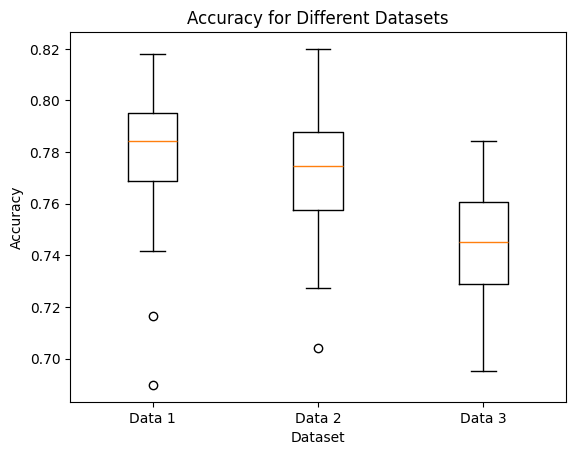 Accuracy for Different Datasets
0.82
0.80
0.78
0.76
0.74
0.72
0.70
Accuracy
Data 1 Data 2 Data 3
Dataset